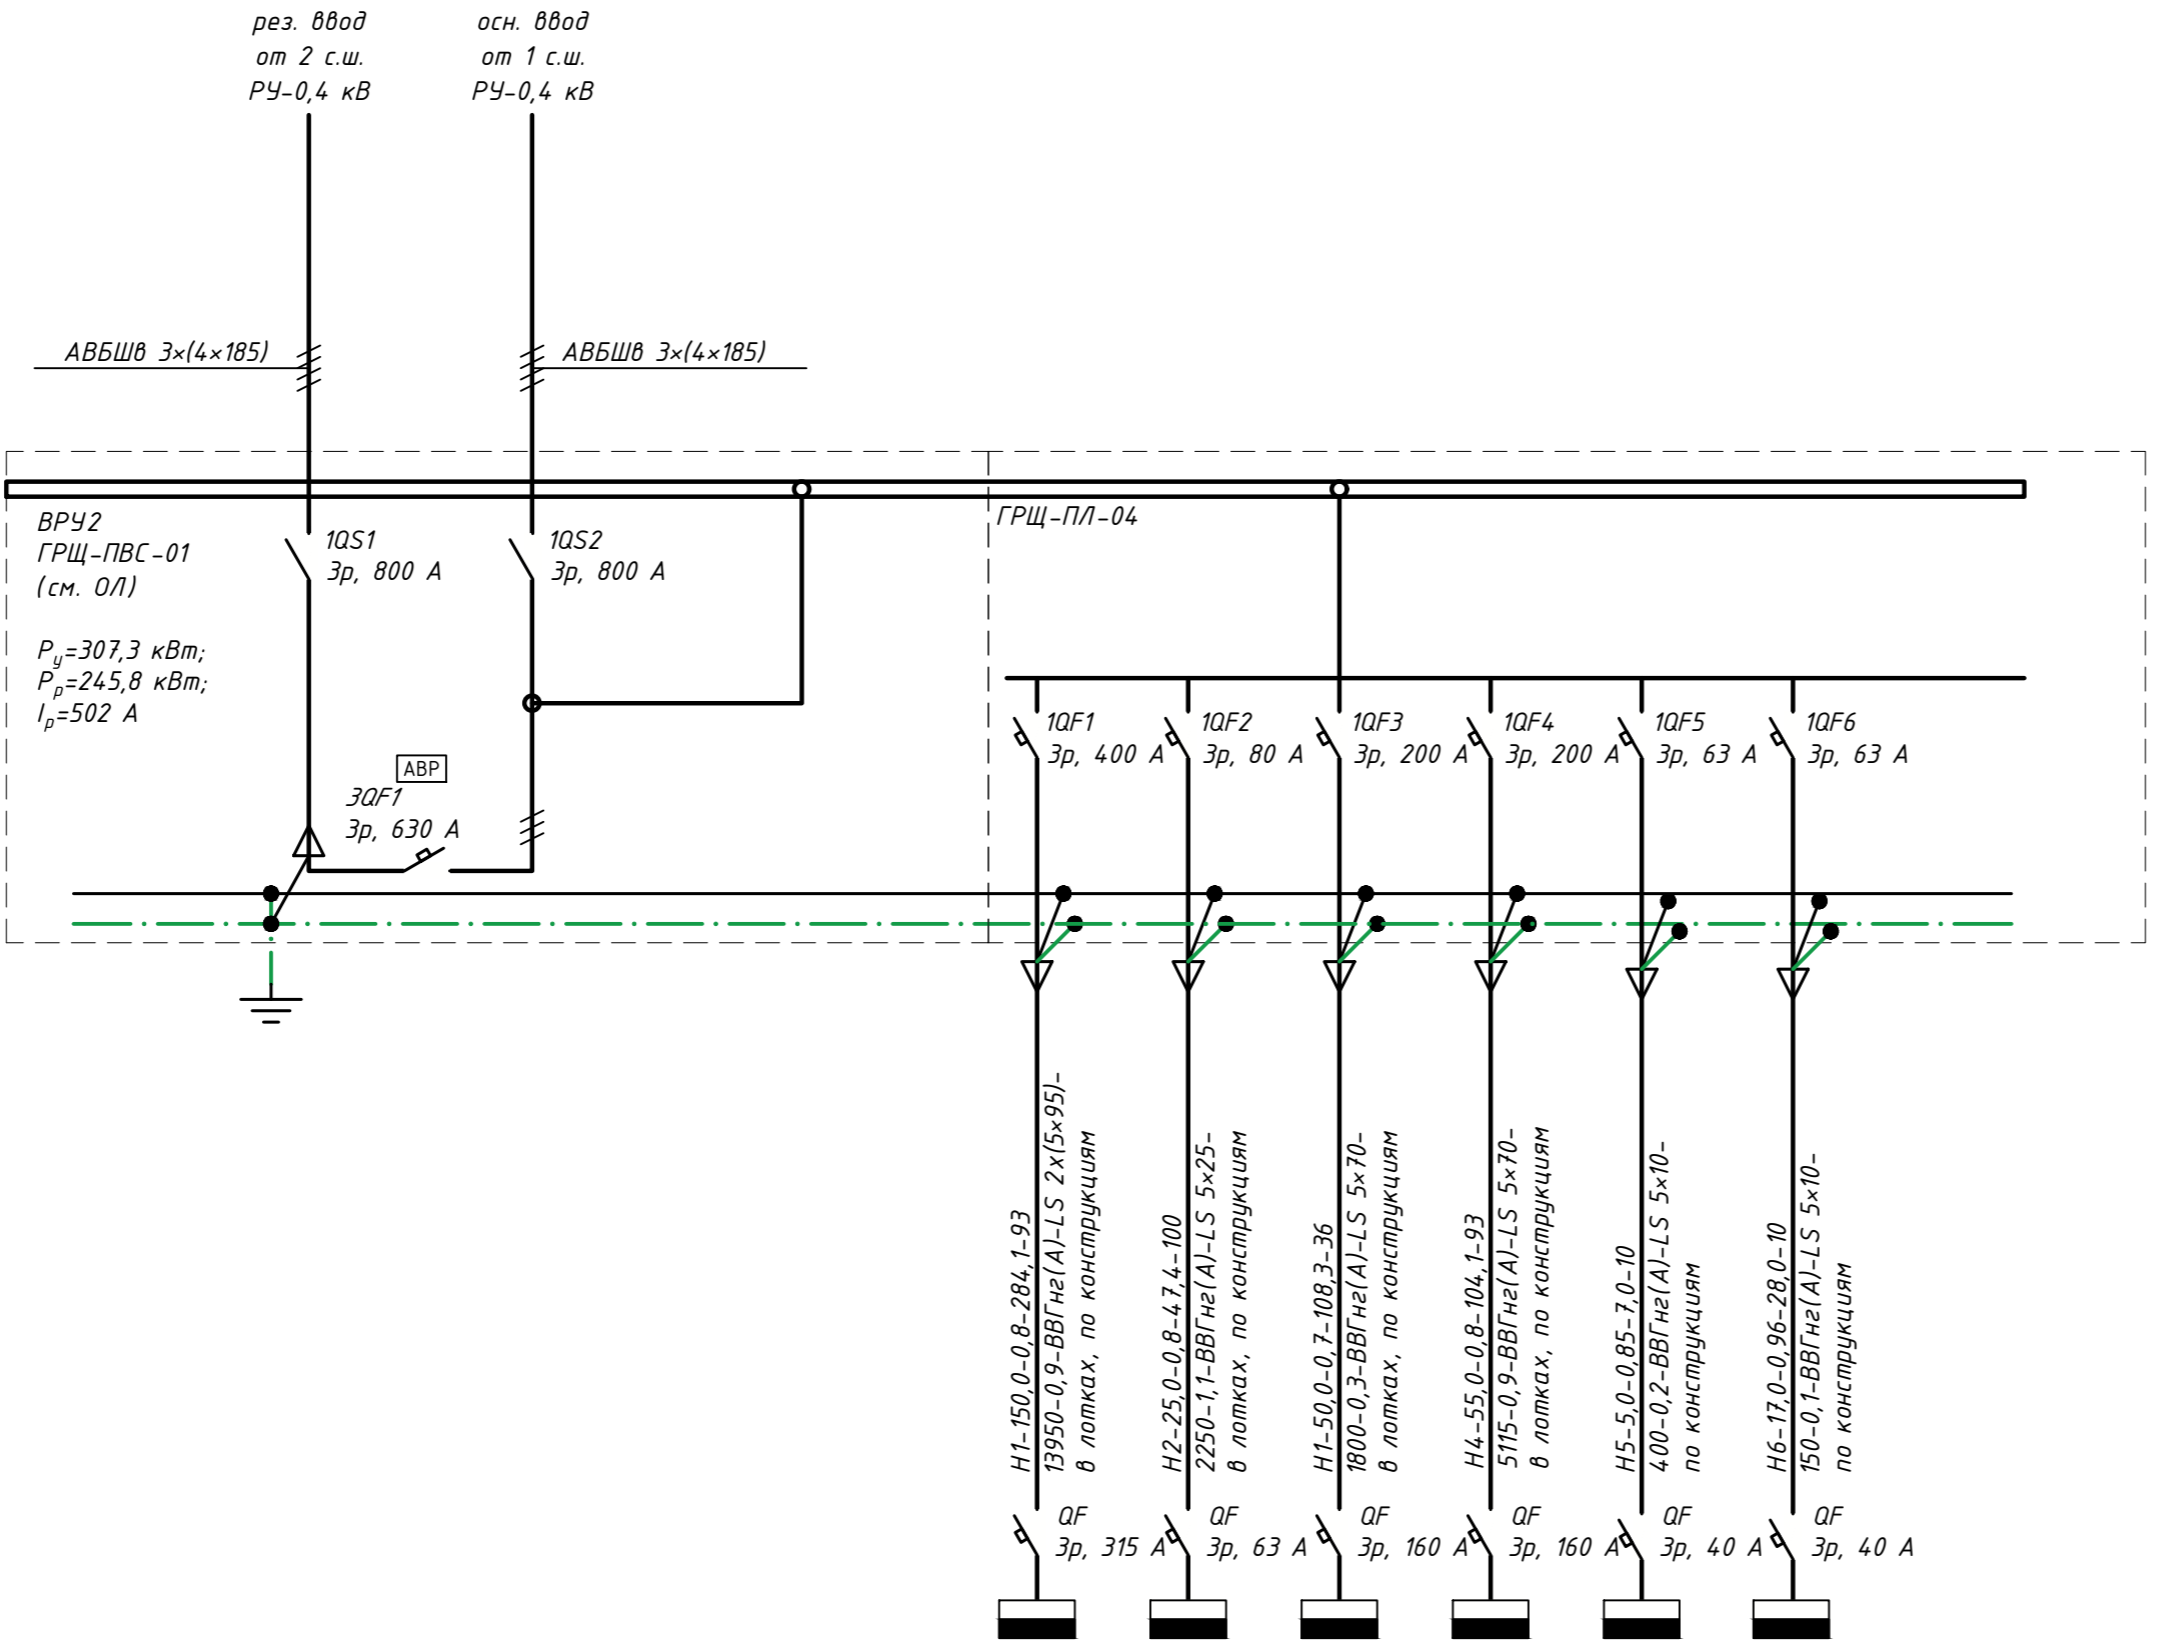 рез. ввод
от 2 с.ш.
РУ-0,4 кВ
осн. ввод
от 1 с.ш.
РУ-0,4 кВ
АВБШв 3×(4×185)
АВБШв 3×(4×185)
ВРУ2
ГРЩ-ПВС-01
(см. ОЛ)
Pу=307,3 кВт;
Pр=245,8 кВт;
Iр=502 А
1QS1
3р, 800 А
1QS2
3р, 800 А
АВР
3QF1
3р, 630 А
ГРЩ-ПЛ-04
1QF1
3р, 400 А
1QF2
3р, 80 А
1QF3
3р, 200 А
1QF4
3р, 200 А
1QF5
3р, 63 А
1QF6
3р, 63 А
Н1-150,0-0,8-284,1-93
13950-0,9-ВВГнг(А)-LS 2х(5×95)-
в лотках, по конструкциям
Н2-25,0-0,8-47,4-100
2250-1,1-ВВГнг(А)-LS 5×25-
в лотках, по конструкциям
Н1-50,0-0,7-108,3-36
1800-0,3-ВВГнг(А)-LS 5×70-
в лотках, по конструкциям
Н4-55,0-0,8-104,1-93
5115-0,9-ВВГнг(А)-LS 5×70-
в лотках, по конструкциям
Н5-5,0-0,85-7,0-10
400-0,2-ВВГнг(А)-LS 5×10-
по конструкциям
Н6-17,0-0,96-28,0-10
150-0,1-ВВГнг(А)-LS 5×10-
по конструкциям
QF
3р, 315 А
QF
3р, 63 А
QF
3р, 160 А
QF
3р, 160 А
QF
3р, 40 А
QF
3р, 40 А